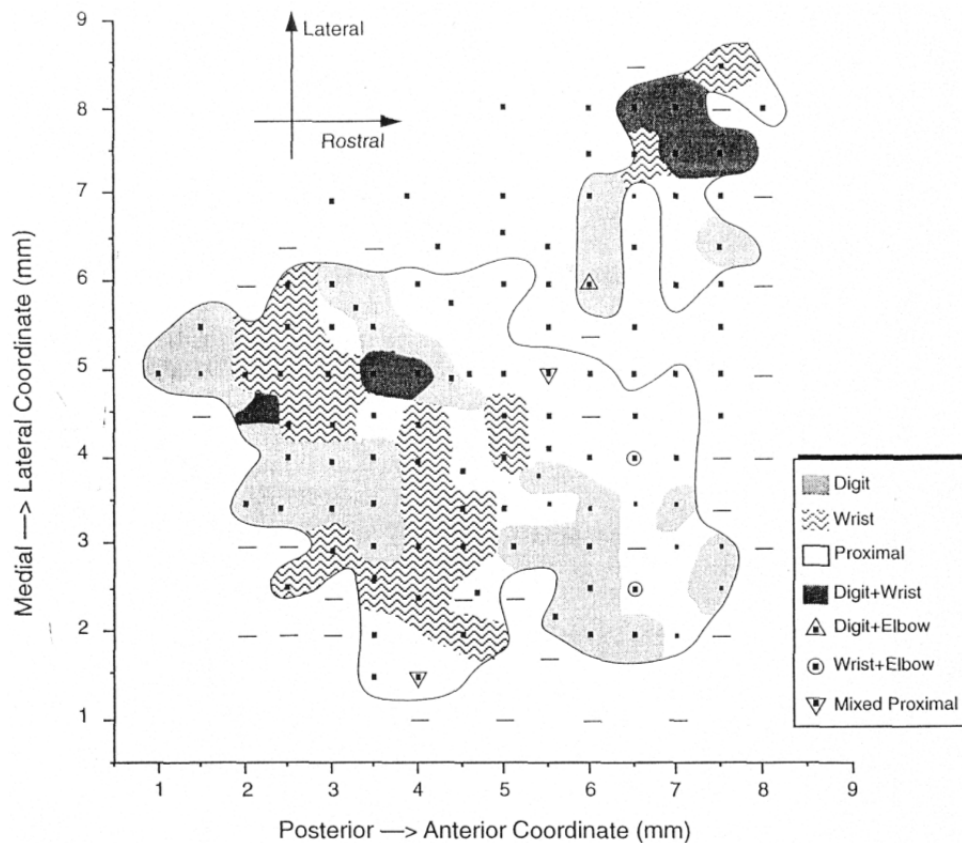 9
8
7
6
5
4
3
2
1
Medial —> Lateral Coordinate (mm)
Lateral
Rostral
Digit
Wrist
Proximal
Digit+Wrist
Digit+Elbow
Wrist+Elbow
Mixed Proximal
1 2 3 4 5 6 7 8 9
Posterior —> Anterior Coordinate (mm)